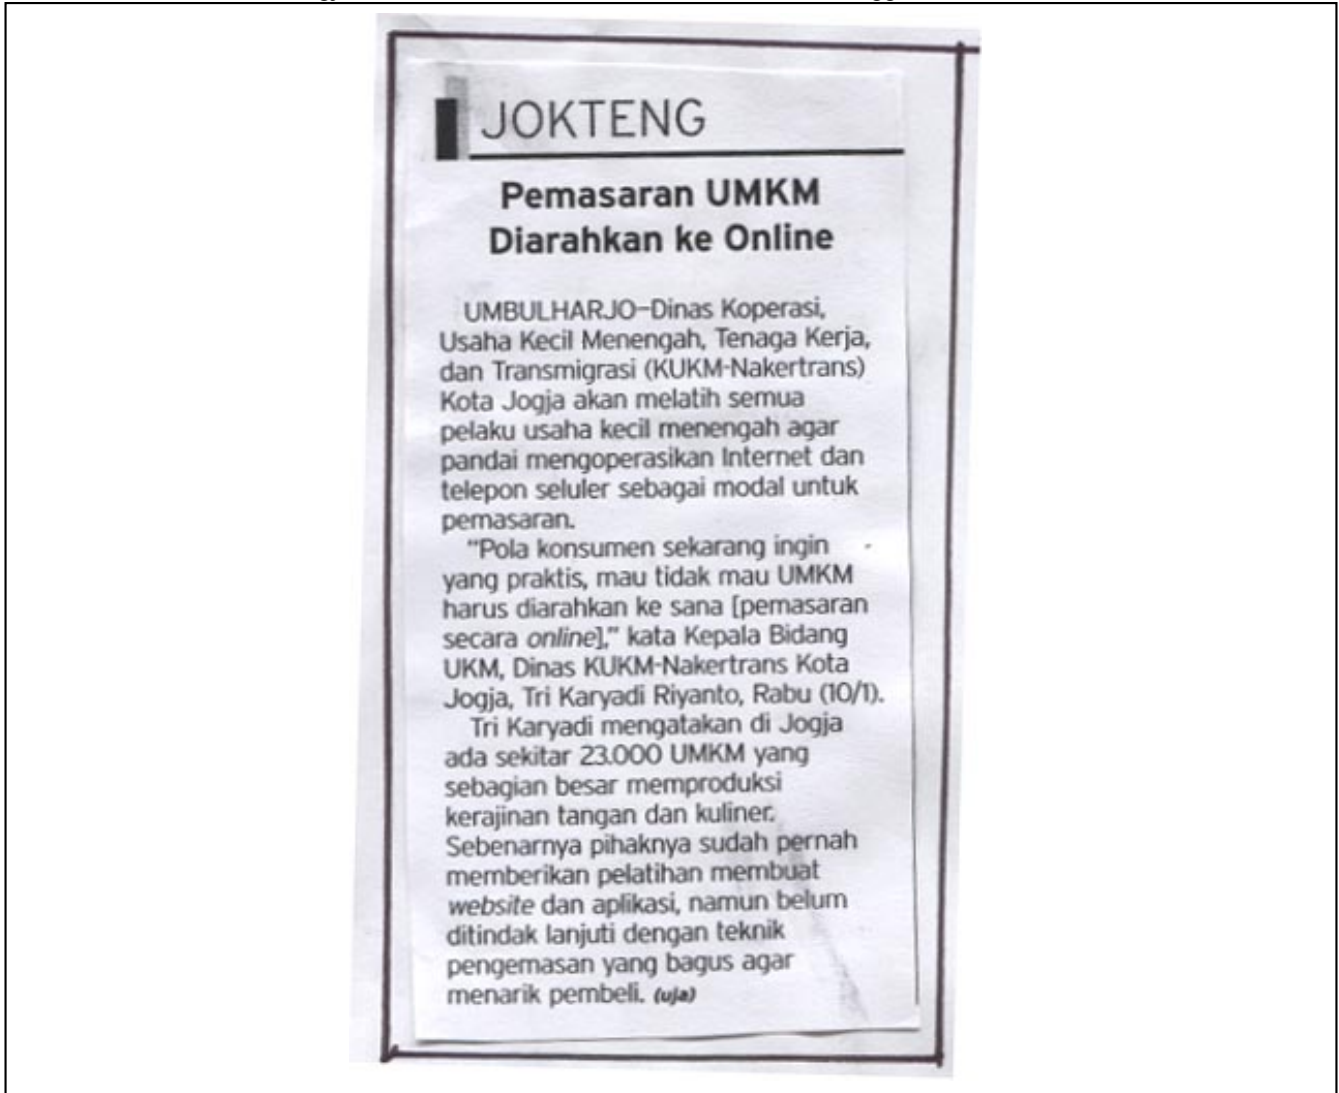 JOKTENG
Pemasaran UMKM
Diarahkan ke Online
UMBULHARJO–Dinas Koperasi,
Usaha Kecil Menengah, Tenaga Kerja,
dan Transmigrasi (KUKM-Nakertrans)
Kota Jogja akan melatih semua
pelaku usaha kecil menengah agar
pandai mengoperasikan Internet dan
telepon seluler sebagai modal untuk
pemasaran.
"Pola konsumen sekarang ingin
yang praktis, mau tidak mau UMKM
harus diarahkan ke sana [pemasaran
secara online]," kata Kepala Bidang
UKM, Dinas KUKM-Nakertrans Kota
Jogja, Tri Karyadi Riyanto, Rabu (10/1).
Tri Karyadi mengatakan di Jogja
ada sekitar 23.000 UMKM yang
sebagian besar memproduksi
kerajinan tangan dan kuliner.
Sebenarnya pihaknya sudah pernah
memberikan pelatihan membuat
website dan aplikasi, namun belum
ditindak lanjuti dengan teknik
pengemasan yang bagus agar
menarik pembeli. (uja)